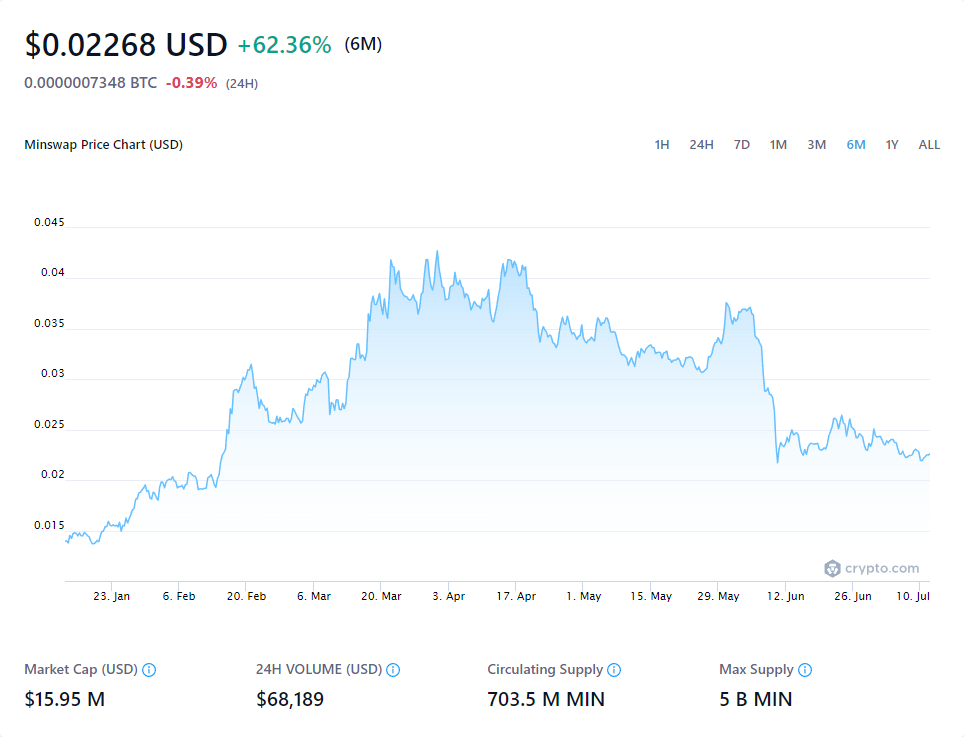 $0.02268 USD +62.36% (6M)
0.0000007348 BTC -0.39% (24H)
Minswap Price Chart (USD) 1H 24H 7D 1M 3M 6M 1Y ALL
0.045
0.04
0.035
0.03
0.025
0.02
0.015
crypto.com
23. Jan 6. Feb 20. Feb 6. Mar 20. Mar 3. Apr 17. Apr 1. May 15. May 29. May 12. Jun 26. Jun 10. Jul
Market Cap (USD) 24H VOLUME (USD) Circulating Supply Max Supply
$15.95 M $68,189 703.5 M MIN 5 B MIN